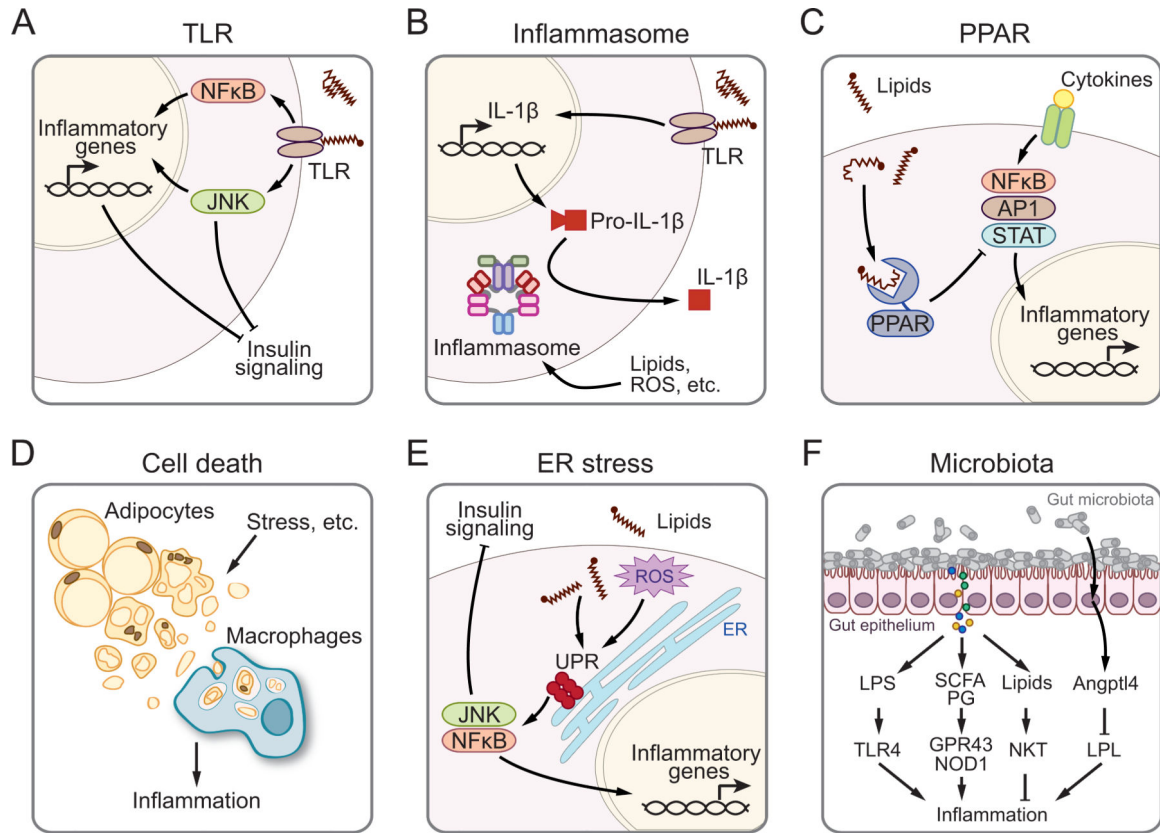 A
TLR
NFκB
Inflammatory
genes
TLR
JNK
Insulin
signaling
B
Inflammasome
IL-1β
TLR
Pro-IL-1β
IL-1β
Inflammasome
Lipids,
ROS, etc.
C
PPAR
Lipids
Cytokines
NFκB
AP1
STAT
PPAR
Inflammatory
genes
D
Cell death
Adipocytes
Stress, etc.
Macrophages
Inflammation
E
ER stress
Insulin
signaling
Lipids
ROS
ER
UPR
JNK
NFκB
Inflammatory
genes
F
Microbiota
Gut microbiota
Gut epithelium
LPS
SCFA
PG
Lipids
Angptl4
TLR4
GPR43
NOD1
NKT
LPL
Inflammation